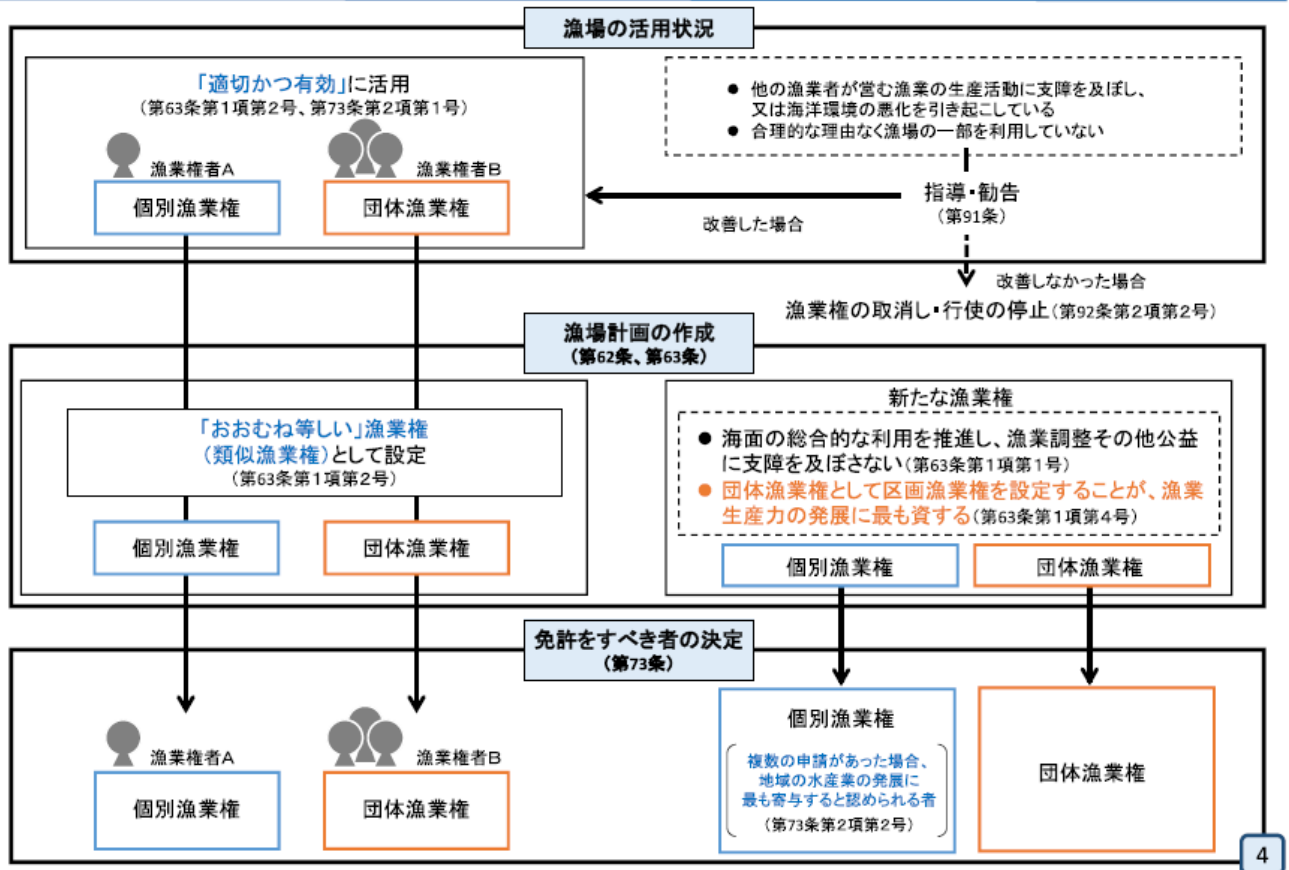 漁場の活用状況
「適切かつ有効」に活用
（第63条第１項第２号、第73条第２項第１号）
漁業権者Ａ
漁業権者Ｂ
個別漁業権
団体漁業権
● 他の漁業者が営む漁業の生産活動に支障を及ぼし、
又は海洋環境の悪化を引き起こしている
● 合理的な理由なく漁場の一部を利用していない
指導・勧告
（第91条）
改善した場合
改善しなかった場合
漁業権の取消し・行使の停止（第92条第２項第２号）
漁場計画の作成
（第62条、第63条）
「おおむね等しい」漁業権
（類似漁業権）として設定
（第63条第１項第２号）
個別漁業権
団体漁業権
新たな漁業権
● 海面の総合的な利用を推進し、漁業調整その他公益
に支障を及ぼさない（第63条第１項第１号）
● 団体漁業権として区画漁業権を設定することが、漁業
生産力の発展に最も資する（第63条第１項第４号）
個別漁業権
団体漁業権
免許をすべき者の決定
（第73条）
漁業権者Ａ
漁業権者Ｂ
個別漁業権
団体漁業権
個別漁業権
複数の申請があった場合、
地域の水産業の発展に
最も寄与すると認められる者
（第73条第２項第２号）
団体漁業権
4